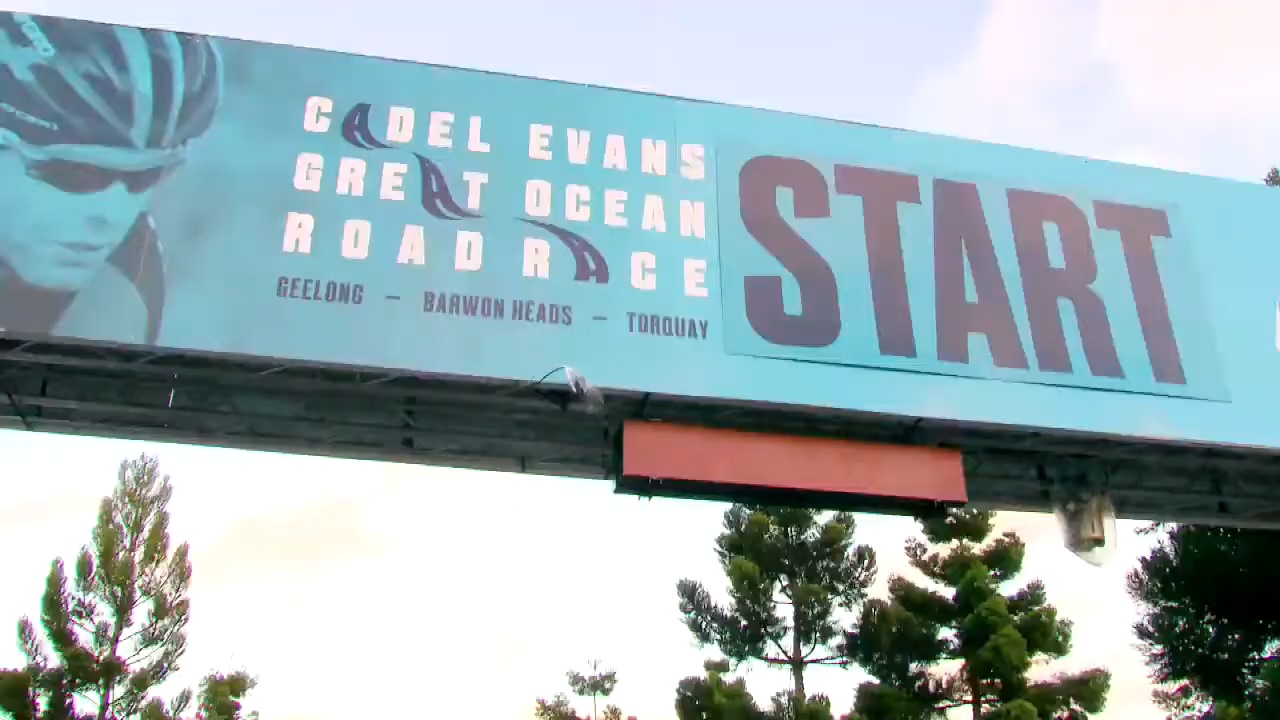 CADEL EVANS
GREAT OCEAN
ROAD RACE
GEELONG – BARWON HEADS – TORQUAY
START